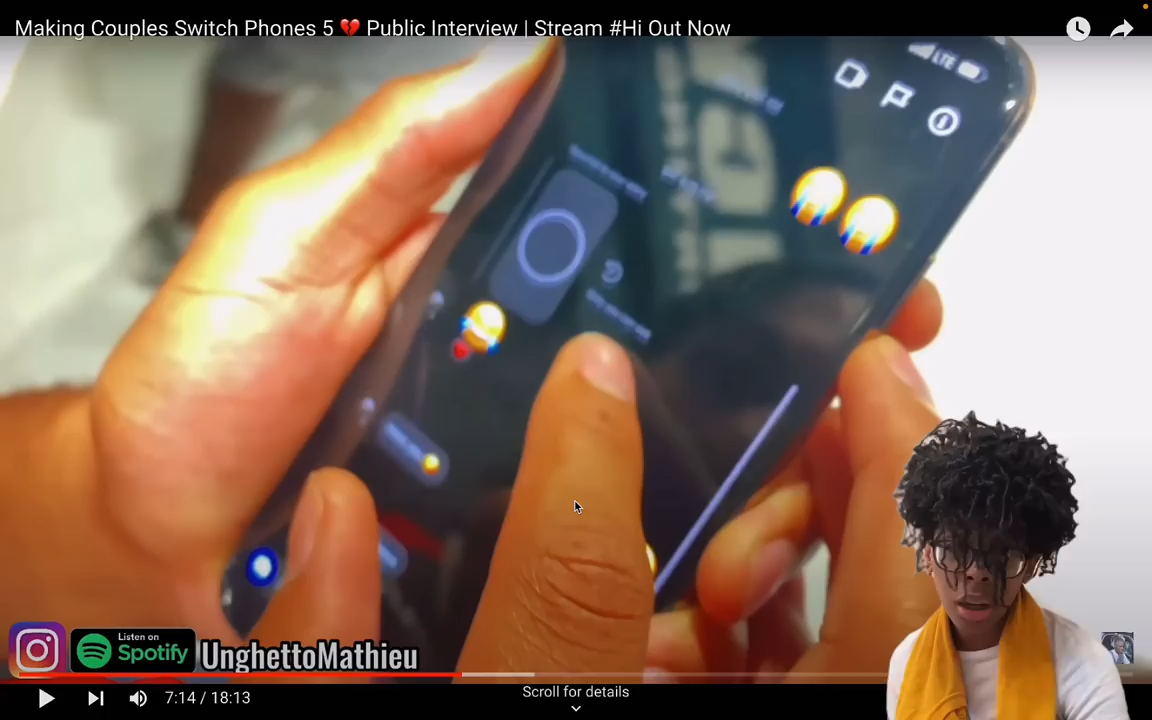 Making Couples Switch Phones 5 💔 Public Interview | Stream #Hi Out Now
LTE
Listen on
Spotify
UnghettoMathieu
7:14 / 18:13
Scroll for details